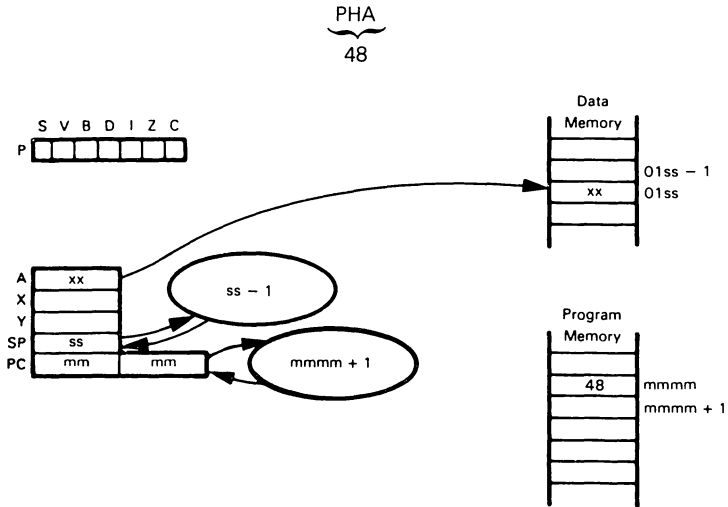 PHA
48
S V B D I Z C
P
Data
Memory
01ss – 1
xx 01ss
A xx
X
Y
SP ss
PC mm mm
ss – 1
mmmm + 1
Program
Memory
48 mmmm
mmmm + 1